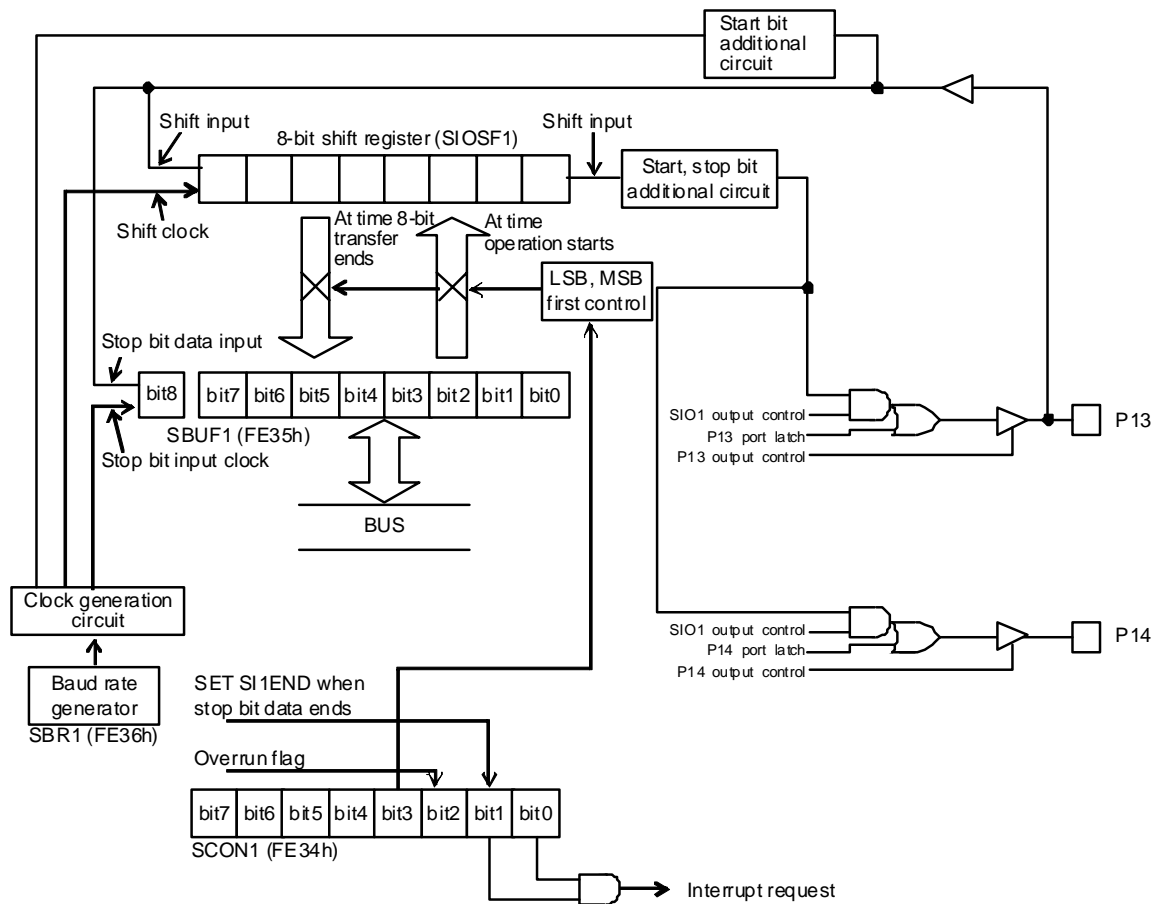 Start bit
additional
circuit
Shift input
8-bit shift register (SIOSF1)
Shift input
Start, stop bit
additional circuit
Shift clock
At time 8-bit
transfer
ends
At time
operation starts
LSB, MSB
first control
Stop bit data input
bit8
bit7 bit6 bit5 bit4 bit3 bit2 bit1 bit0
SBUF1 (FE35h)
Stop bit input clock
SIO1 output control
P13 port latch
P13 output control
P13
BUS
Clock generation
circuit
SIO1 output control
P14 port latch
P14 output control
P14
Baud rate
generator
SBR1 (FE36h)
SET SI1END when
stop bit data ends
Overrun flag
bit7 bit6 bit5 bit4 bit3 bit2 bit1 bit0
SCON1 (FE34h)
Interrupt request